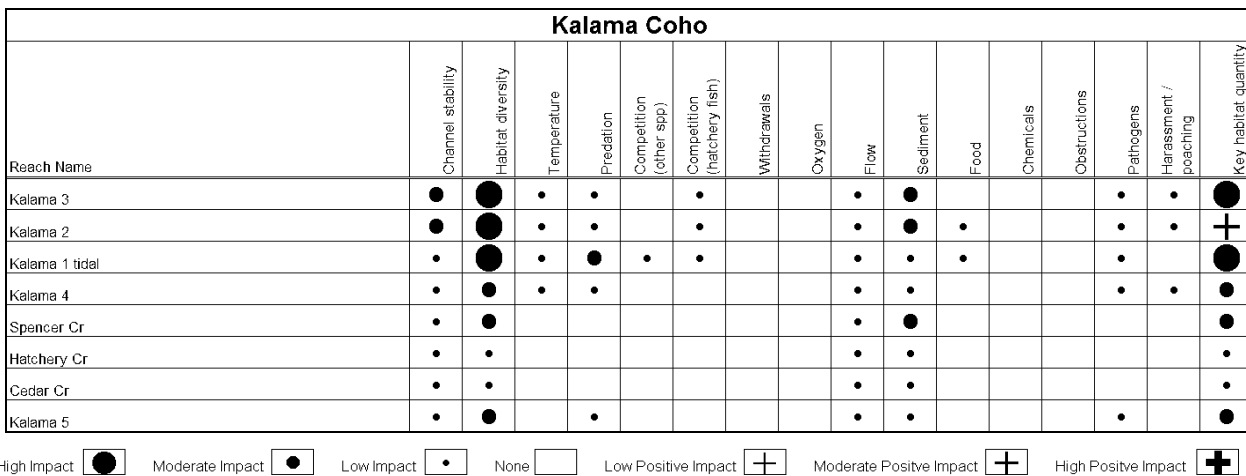 Kalama Coho
Reach Name
Channel stability
Habitat diversity
Temperature
Predation
Competition
(other spp)
Competition
(hatchery fish)
Withdrawals
Oxygen
Flow
Sediment
Food
Chemicals
Obstructions
Pathogens
Harassment /
poaching
Key habitat quantity
Kalama 3
Kalama 2
Kalama 1 tidal
Kalama 4
Spencer Cr
Hatchery Cr
Cedar Cr
Kalama 5
High Impact Moderate Impact Low Impact None Low Positive Impact Moderate Positve Impact High Positve Impact